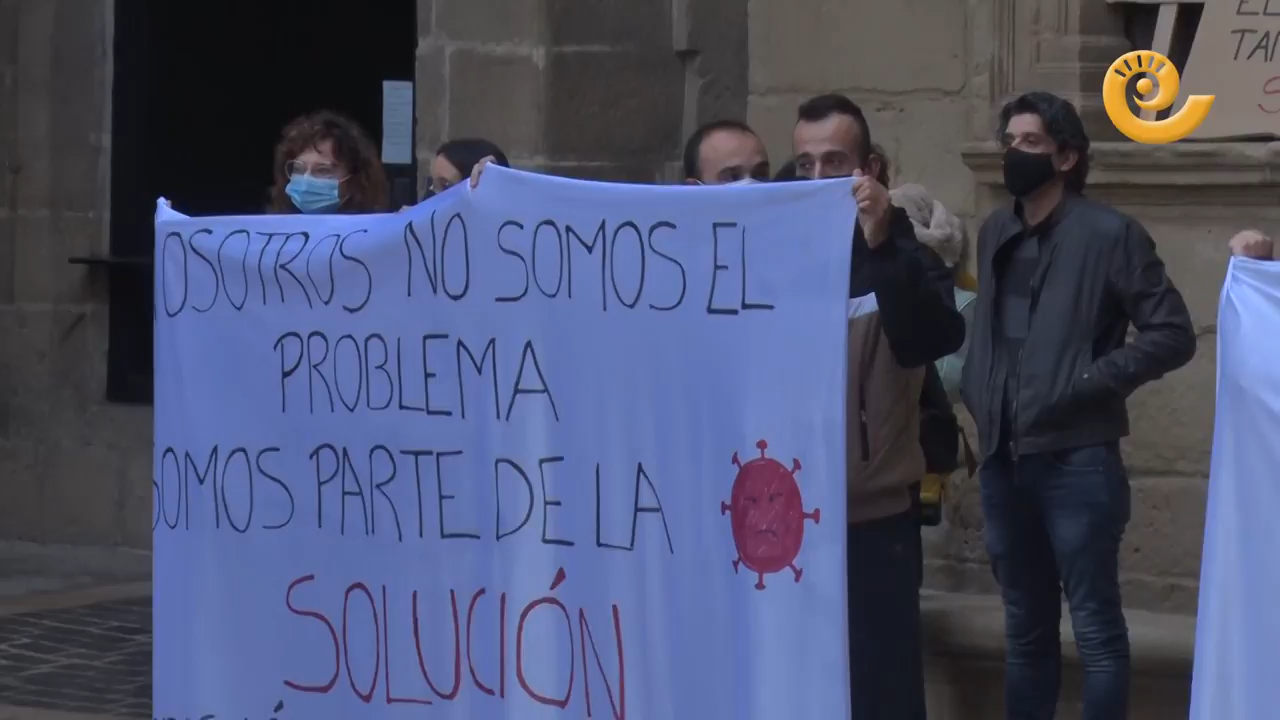 OSOTROS NO SOMOS EL
PROBLEMA
SOMOS PARTE DE LA
SOLUCIÓN